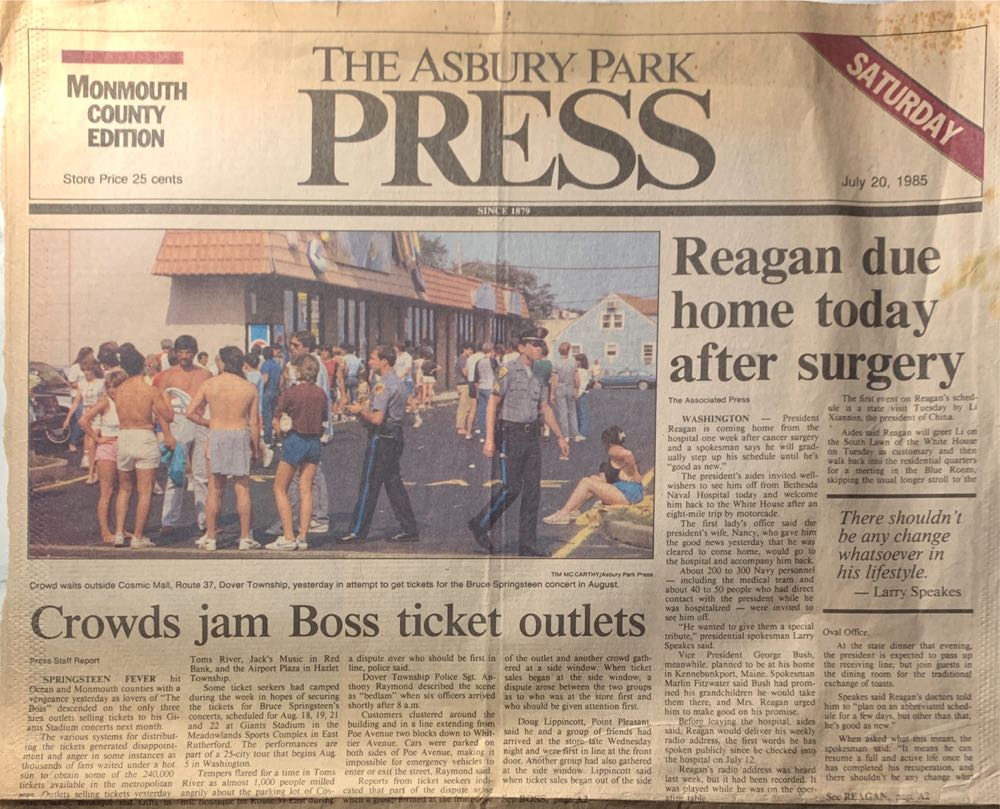 MONMOUTH
COUNTY
EDITION
Store Price 25 cents
THE ASBURY PARK
PRESS
SATURDAY
July 20, 1985
SINCE 1879
TIM MC CARTHY/Asbury Park Press
Crowd waits outside Cosmic Mall, Route 37, Dover Township, yesterday in attempt to get tickets for the Bruce Springsteen concert in August.
Crowds jam Boss ticket outlets
Press Staff Report
SPRINGSTEEN FEVER hit
Ocean and Monmouth counties with a
vengeance yesterday as lovers of "The
Boss" descended on the only three
area outlets selling tickets to his Gi-
ants Stadium concerts next month.
The various systems for distribut-
ing the tickets generated disappoint-
ment and anger in some instances as
thousands of fans waited under a hot
sun to obtain some of the 240,000
tickets available in the metropolitan
area. Outlets selling tickets yesterday
Toms River, Jack's Music in Red
Bank, and the Airport Plaza in Hazlet
Township.
Some ticket seekers had camped
during the week in hopes of securing
the tickets for Bruce Springsteen's
concerts, scheduled for Aug. 18, 19, 21
and 22 at Giants Stadium in the
Meadowlands Sports Complex in East
Rutherford. The performances are
part of a 25-city tour that begins Aug.
5 in Washington.
Tempers flared for a time in Toms
River as almost 1,000 people milled
angrily about the parking lot of Cos-
mic Boutique on Route 37 East during
a dispute over who should be first in
line, police said.
Dover Township Police Sgt. An-
thony Raymond described the scene
as "bedlam" when six officers arrived
shortly after 8 a.m.
Customers clustered around the
building and in a line extending from
Poe Avenue two blocks down to Whit-
tier Avenue. Cars were parked on
both sides of Poe Avenue, making it
impossible for emergency vehicles to
enter or exit the street, Raymond said.
Reports from ticket seekers indi-
cated that part of the dispute arose
when a group formed at the front door
of the outlet and another crowd gath-
ered at a side window. When ticket
sales began at the side window, a
dispute arose between the two groups
as to who was at the store first and
who should be given attention first.
Doug Lippincott, Point Pleasant,
said he and a group of friends had
arrived at the store late Wednesday
night and were first in line at the front
door. Another group had also gathered
at the side window. Lippincott said
when ticket sales began out of the side
See BOSS, page A2
Reagan due
home today
after surgery
The Associated Press
WASHINGTON — President
Reagan is coming home from the
hospital one week after cancer surgery
and a spokesman says he will grad-
ually step up his schedule until he's
"good as new."
The president's aides invited well-
wishers to see him off from Bethesda
Naval Hospital today and welcome
him back to the White House after an
eight-mile trip by motorcade.
The first lady's office said the
president's wife, Nancy, who gave him
the good news yesterday that he was
cleared to come home, would go to
the hospital and accompany him back.
About 200 to 300 Navy personnel
— including the medical team and
about 40 to 50 people who had direct
contact with the president while he
was hospitalized — were invited to
see him off.
"He wanted to give them a special
tribute," presidential spokesman Larry
Speakes said.
Vice President George Bush,
meanwhile, planned to be at his home
in Kennebunkport, Maine. Spokesman
Marlin Fitzwater said Bush had prom-
ised his grandchildren he would take
them there, and Mrs. Reagan urged
him to make good on his promise.
Before leaving the hospital, aides
said, Reagan would deliver his weekly
radio address, the first words he has
spoken publicly since he checked into
the hospital on July 12.
Reagan's radio address was heard
last week, but it had been recorded. It
was played while he was on the oper-
ating table.
The first event on Reagan's sched-
ule is a state visit Tuesday by Li
Xiannon, the president of China.
Aides said Reagan will greet Li on
the South Lawn of the White House
on Tuesday as customary and then
walk back into the residential quarters
for a meeting in the Blue Room,
skipping the usual longer stroll to the
There shouldn't
be any change
whatsoever in
his lifestyle.
— Larry Speakes
Oval Office.
At the state dinner that evening,
the president is expected to pass up
the receiving line, but join guests in
the dining room for the traditional
exchange of toasts.
Speakes said Reagan's doctors told
him to "plan on an abbreviated sched-
ule for a few days, but other than that,
he's good as new."
When asked what this meant, the
spokesman said: "It means he can
resume a full and active life once he
has completed his recuperation, and
there shouldn't be any change what-
See REAGAN, page A2